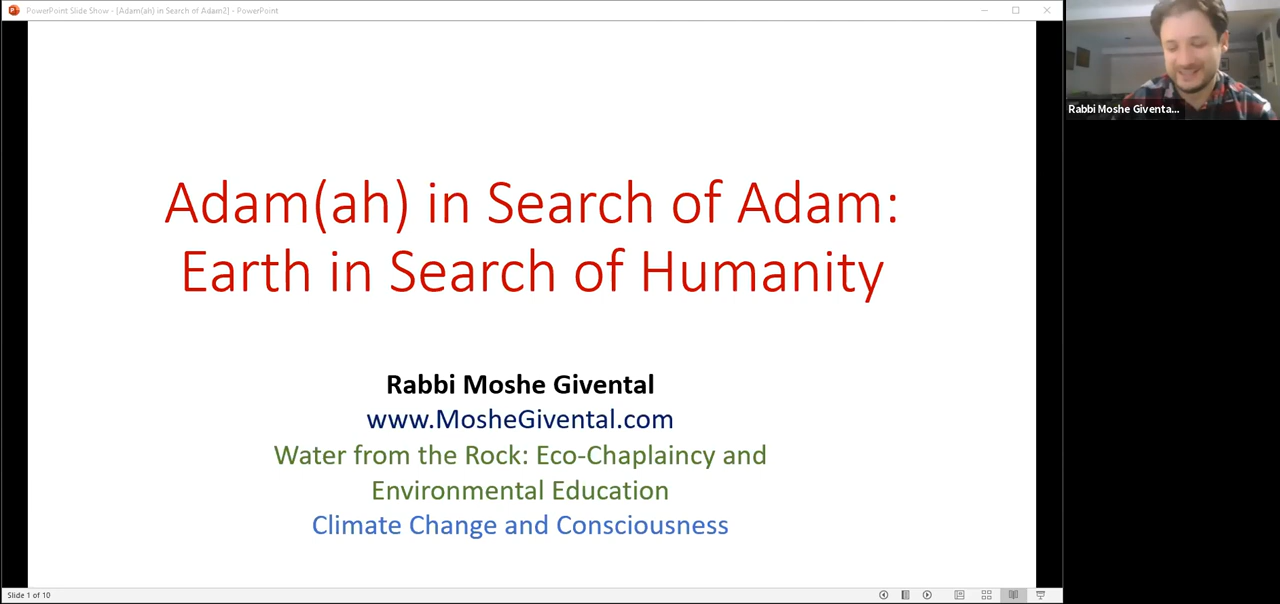 PowerPoint Slide Show - [Adam(ah) in Search of Adam2] - PowerPoint
Rabbi Moshe Giventa...
Adam(ah) in Search of Adam:
Earth in Search of Humanity
Rabbi Moshe Givental
www.MosheGivental.com
Water from the Rock: Eco-Chaplaincy and
Environmental Education
Climate Change and Consciousness
Slide 1 of 10